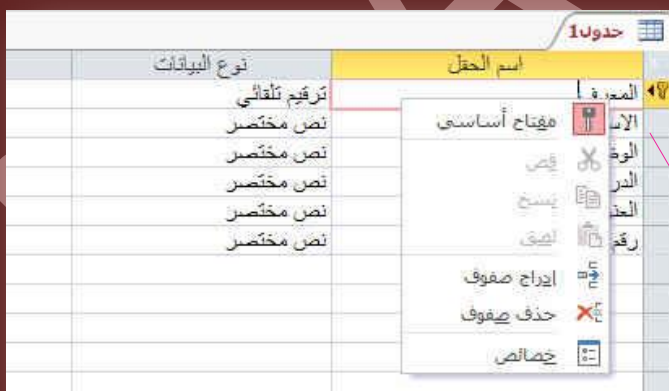 جدول1
اسم الحقل نوع البيانات
المعرف ترقيم تلقائي
نص مختصر
نص مختصر
نص مختصر
نص مختصر
نص مختصر
مفتاح أساسي
قص
نسخ
لصق
إدراج صفوف
حذف صفوف
خصائص